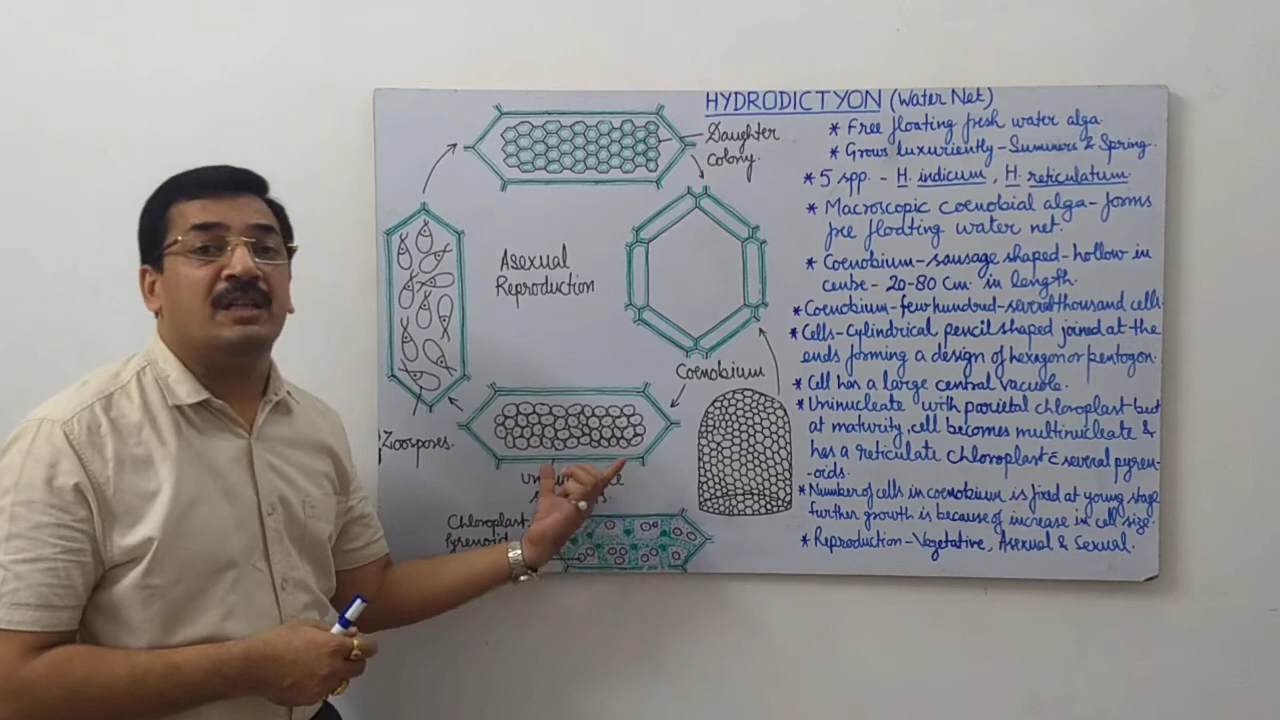 HYDRODICTYON (Water Net)
* Free floating fresh water alga.
* Grows luxuriently - Summers & Spring.
* 5 spp. - H. indicum, H. reticulatum.
* Macroscopic coenobial alga - forms
free floating water net.
* Coenobium - sausage shaped - hollow in
centre - 20-80 cm. in length.
* Coenobium - few hundred - several thousand cells.
* Cells - Cylindrical pencil shaped joined at the
ends forming a design of hexagon or pentagon.
* Cell has a large central vacuole.
* Uninucleate with parietal chloroplast but
at maturity, cell becomes multinucleate &
has a reticulate chloroplast c̄ several pyren-
-oids.
* Number of cells in coenobium is fixed at young stage
further growth is because of increase in cell size.
* Reproduction - Vegetative, Asexual & Sexual.
Daughter
colony.
Asexual
Reproduction
Coenobium
Zoospores.
Chloroplast
Pyrenoid